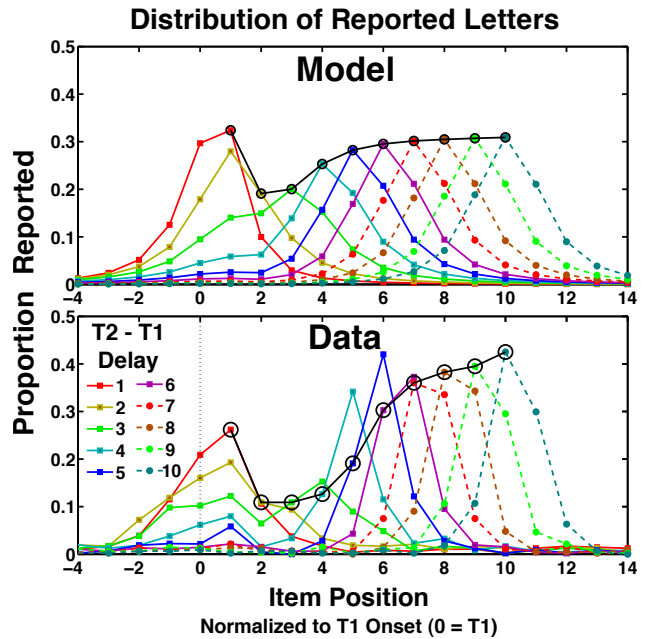 Distribution of Reported Letters
Model
0.5
0.4
0.3
0.2
0.1
0
−4 −2 0 2 4 6 8 10 12 14
Proportion Reported
Data
T2 - T1
Delay
1 6
2 7
3 8
4 9
5 10
0.5
0.4
0.3
0.2
0.1
0
−4 −2 0 2 4 6 8 10 12 14
Item Position
Normalized to T1 Onset (0 = T1)